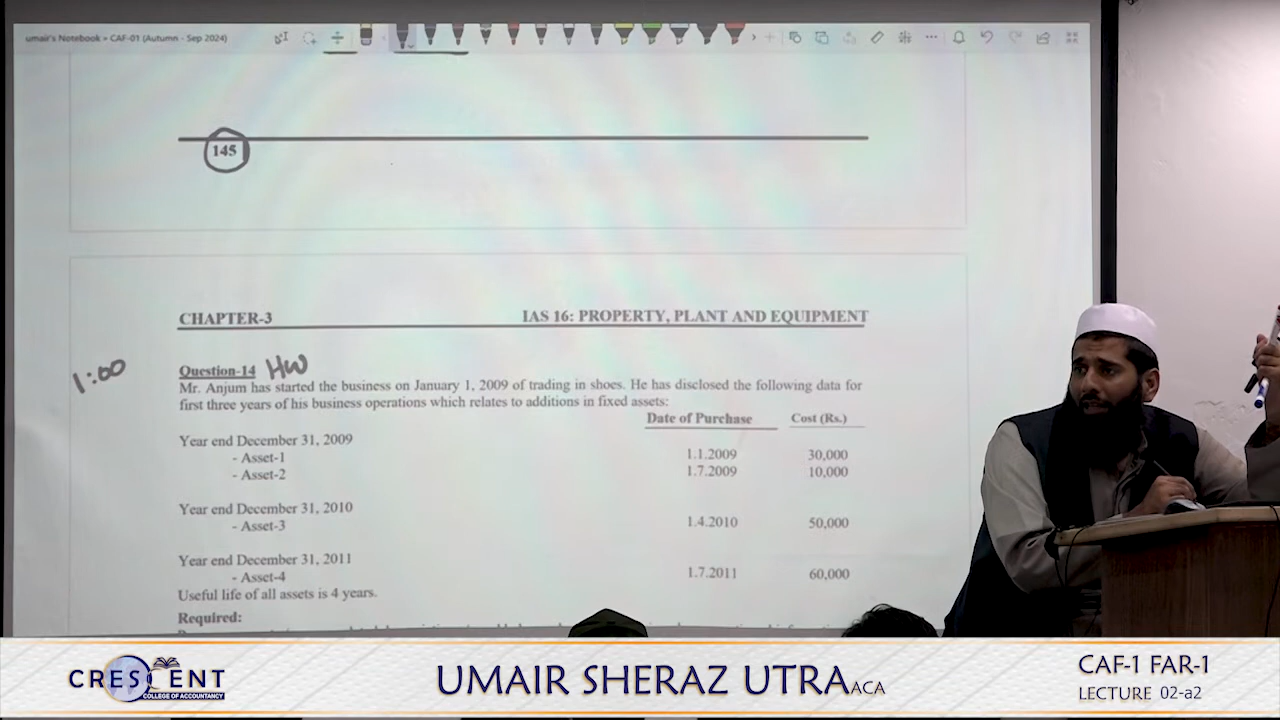 umair's Notebook » CAF-01 (Autumn - Sep 2024)
145
CHAPTER-3 IAS 16: PROPERTY, PLANT AND EQUIPMENT
1:00
Question-14 HW
Mr. Anjum has started the business on January 1, 2009 of trading in shoes. He has disclosed the following data for
first three years of his business operations which relates to additions in fixed assets:
Date of Purchase Cost (Rs.)
Year end December 31, 2009
- Asset-1 1.1.2009 30,000
- Asset-2 1.7.2009 10,000
Year end December 31, 2010
- Asset-3 1.4.2010 50,000
Year end December 31, 2011
- Asset-4 1.7.2011 60,000
Useful life of all assets is 4 years.
Required:
CRESCENT
COLLEGE OF ACCOUNTANCY
UMAIR SHERAZ UTRA ACA
CAF-1 FAR-1
LECTURE 02-a2